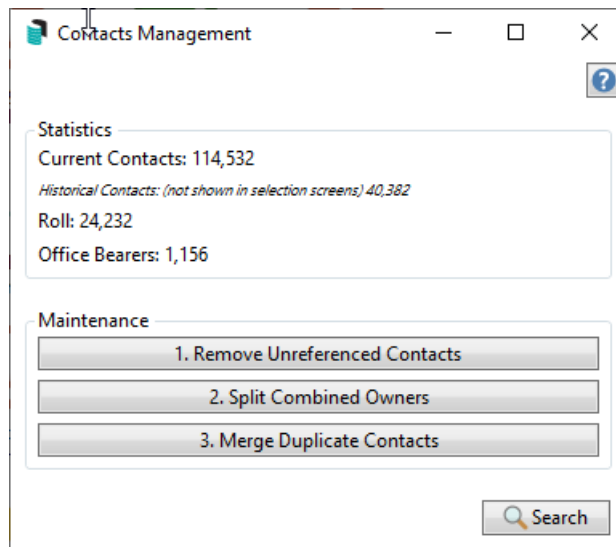 Contacts Management
Statistics
Current Contacts: 114,532
Historical Contacts: (not shown in selection screens) 40,382
Roll: 24,232
Office Bearers: 1,156
Maintenance
1. Remove Unreferenced Contacts
2. Split Combined Owners
3. Merge Duplicate Contacts
Search